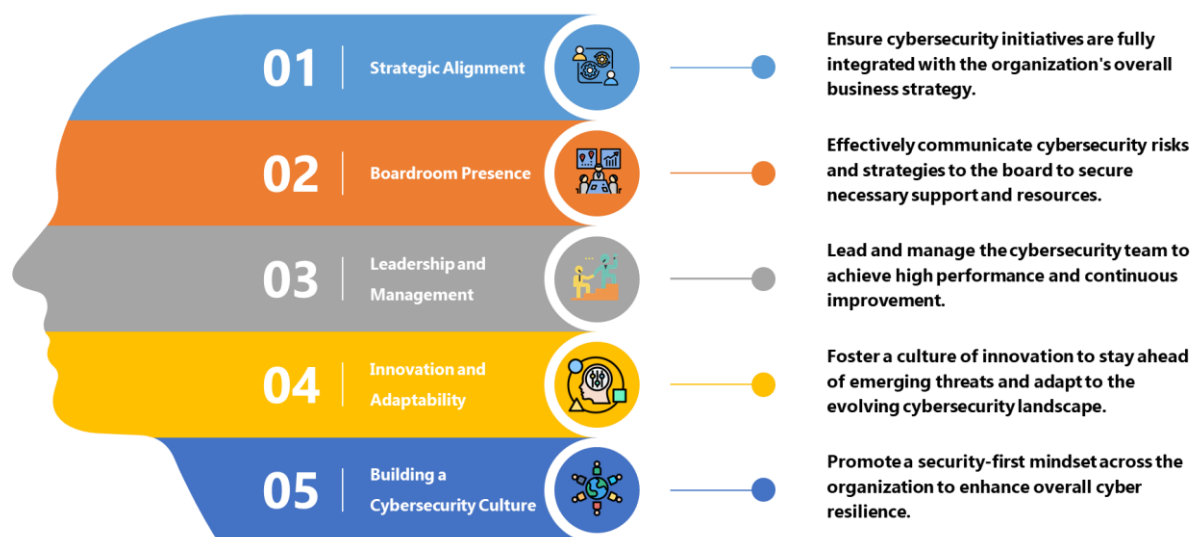 01
Strategic Alignment
Ensure cybersecurity initiatives are fully
integrated with the organization's overall
business strategy.
02
Boardroom Presence
Effectively communicate cybersecurity risks
and strategies to the board to secure
necessary support and resources.
03
Leadership and
Management
Lead and manage the cybersecurity team to
achieve high performance and continuous
improvement.
04
Innovation and
Adaptability
Foster a culture of innovation to stay ahead
of emerging threats and adapt to the
evolving cybersecurity landscape.
05
Building a
Cybersecurity Culture
Promote a security-first mindset across the
organization to enhance overall cyber
resilience.